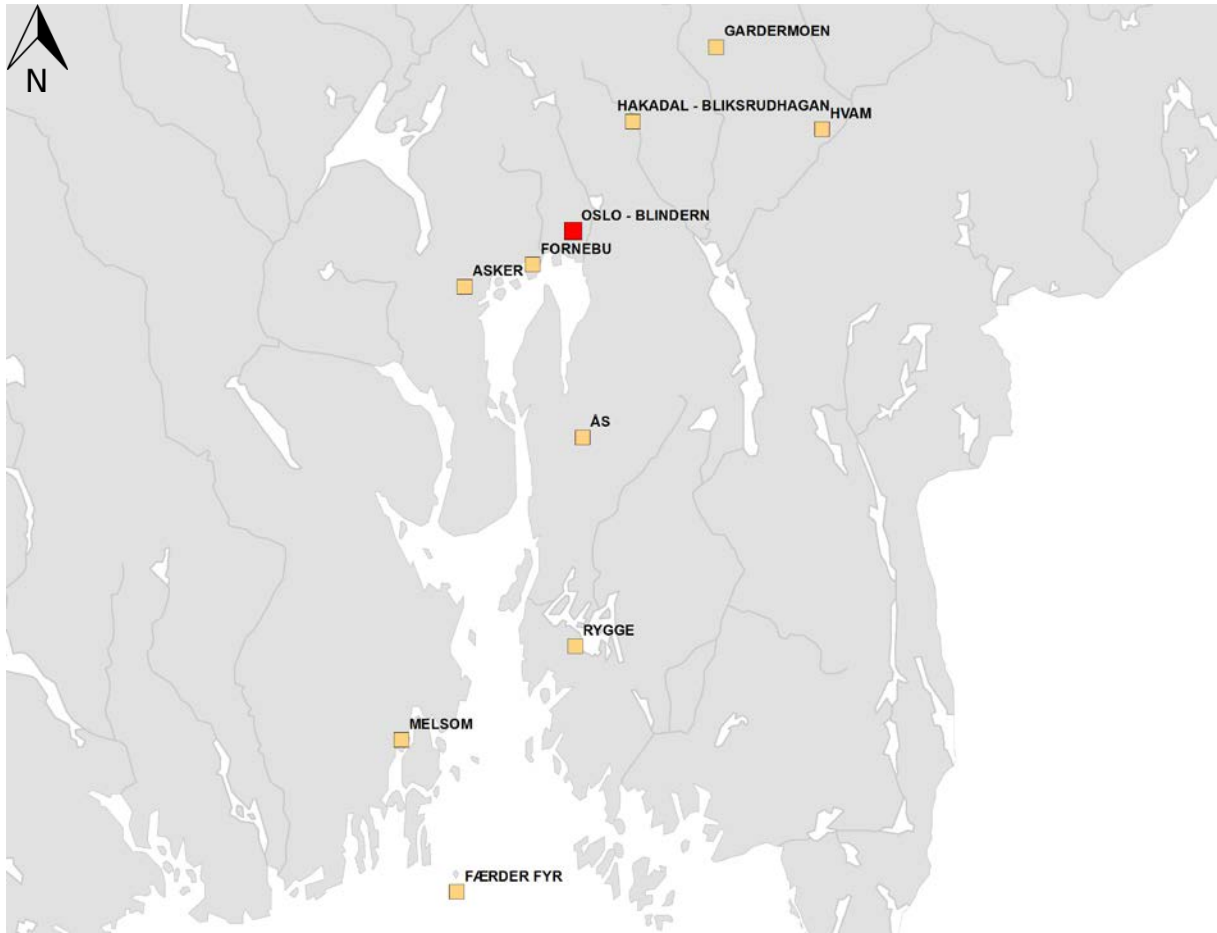 GARDERMOEN
N
HAKADAL - BLIKSRUDHAGAN
HVAM
OSLO - BLINDERN
FORNEBU
ASKER
ÅS
RYGGE
MELSOM
FÆRDER FYR